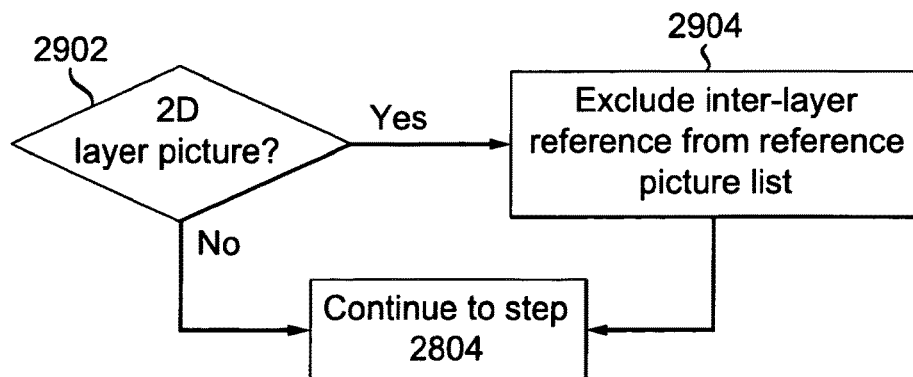 2902
2D
layer picture?
Yes
No
2904
Exclude inter-layer
reference from reference
picture list
Continue to step
2804